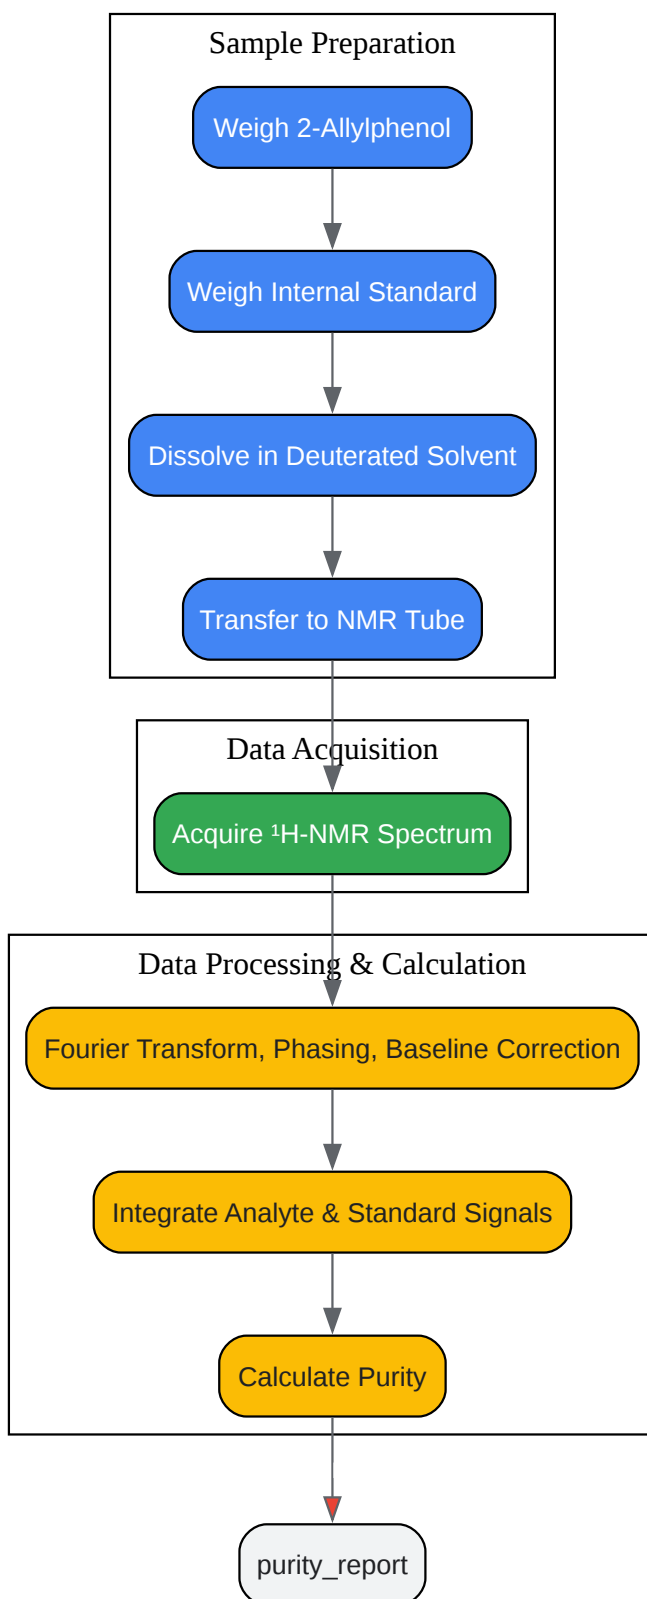 Sample Preparation
Weigh 2-Allylphenol
Weigh Internal Standard
Dissolve in Deuterated Solvent
Transfer to NMR Tube
Data Acquisition
Acquire ¹H-NMR Spectrum
Data Processing & Calculation
Fourier Transform, Phasing, Baseline Correction
Integrate Analyte & Standard Signals
Calculate Purity
purity_report